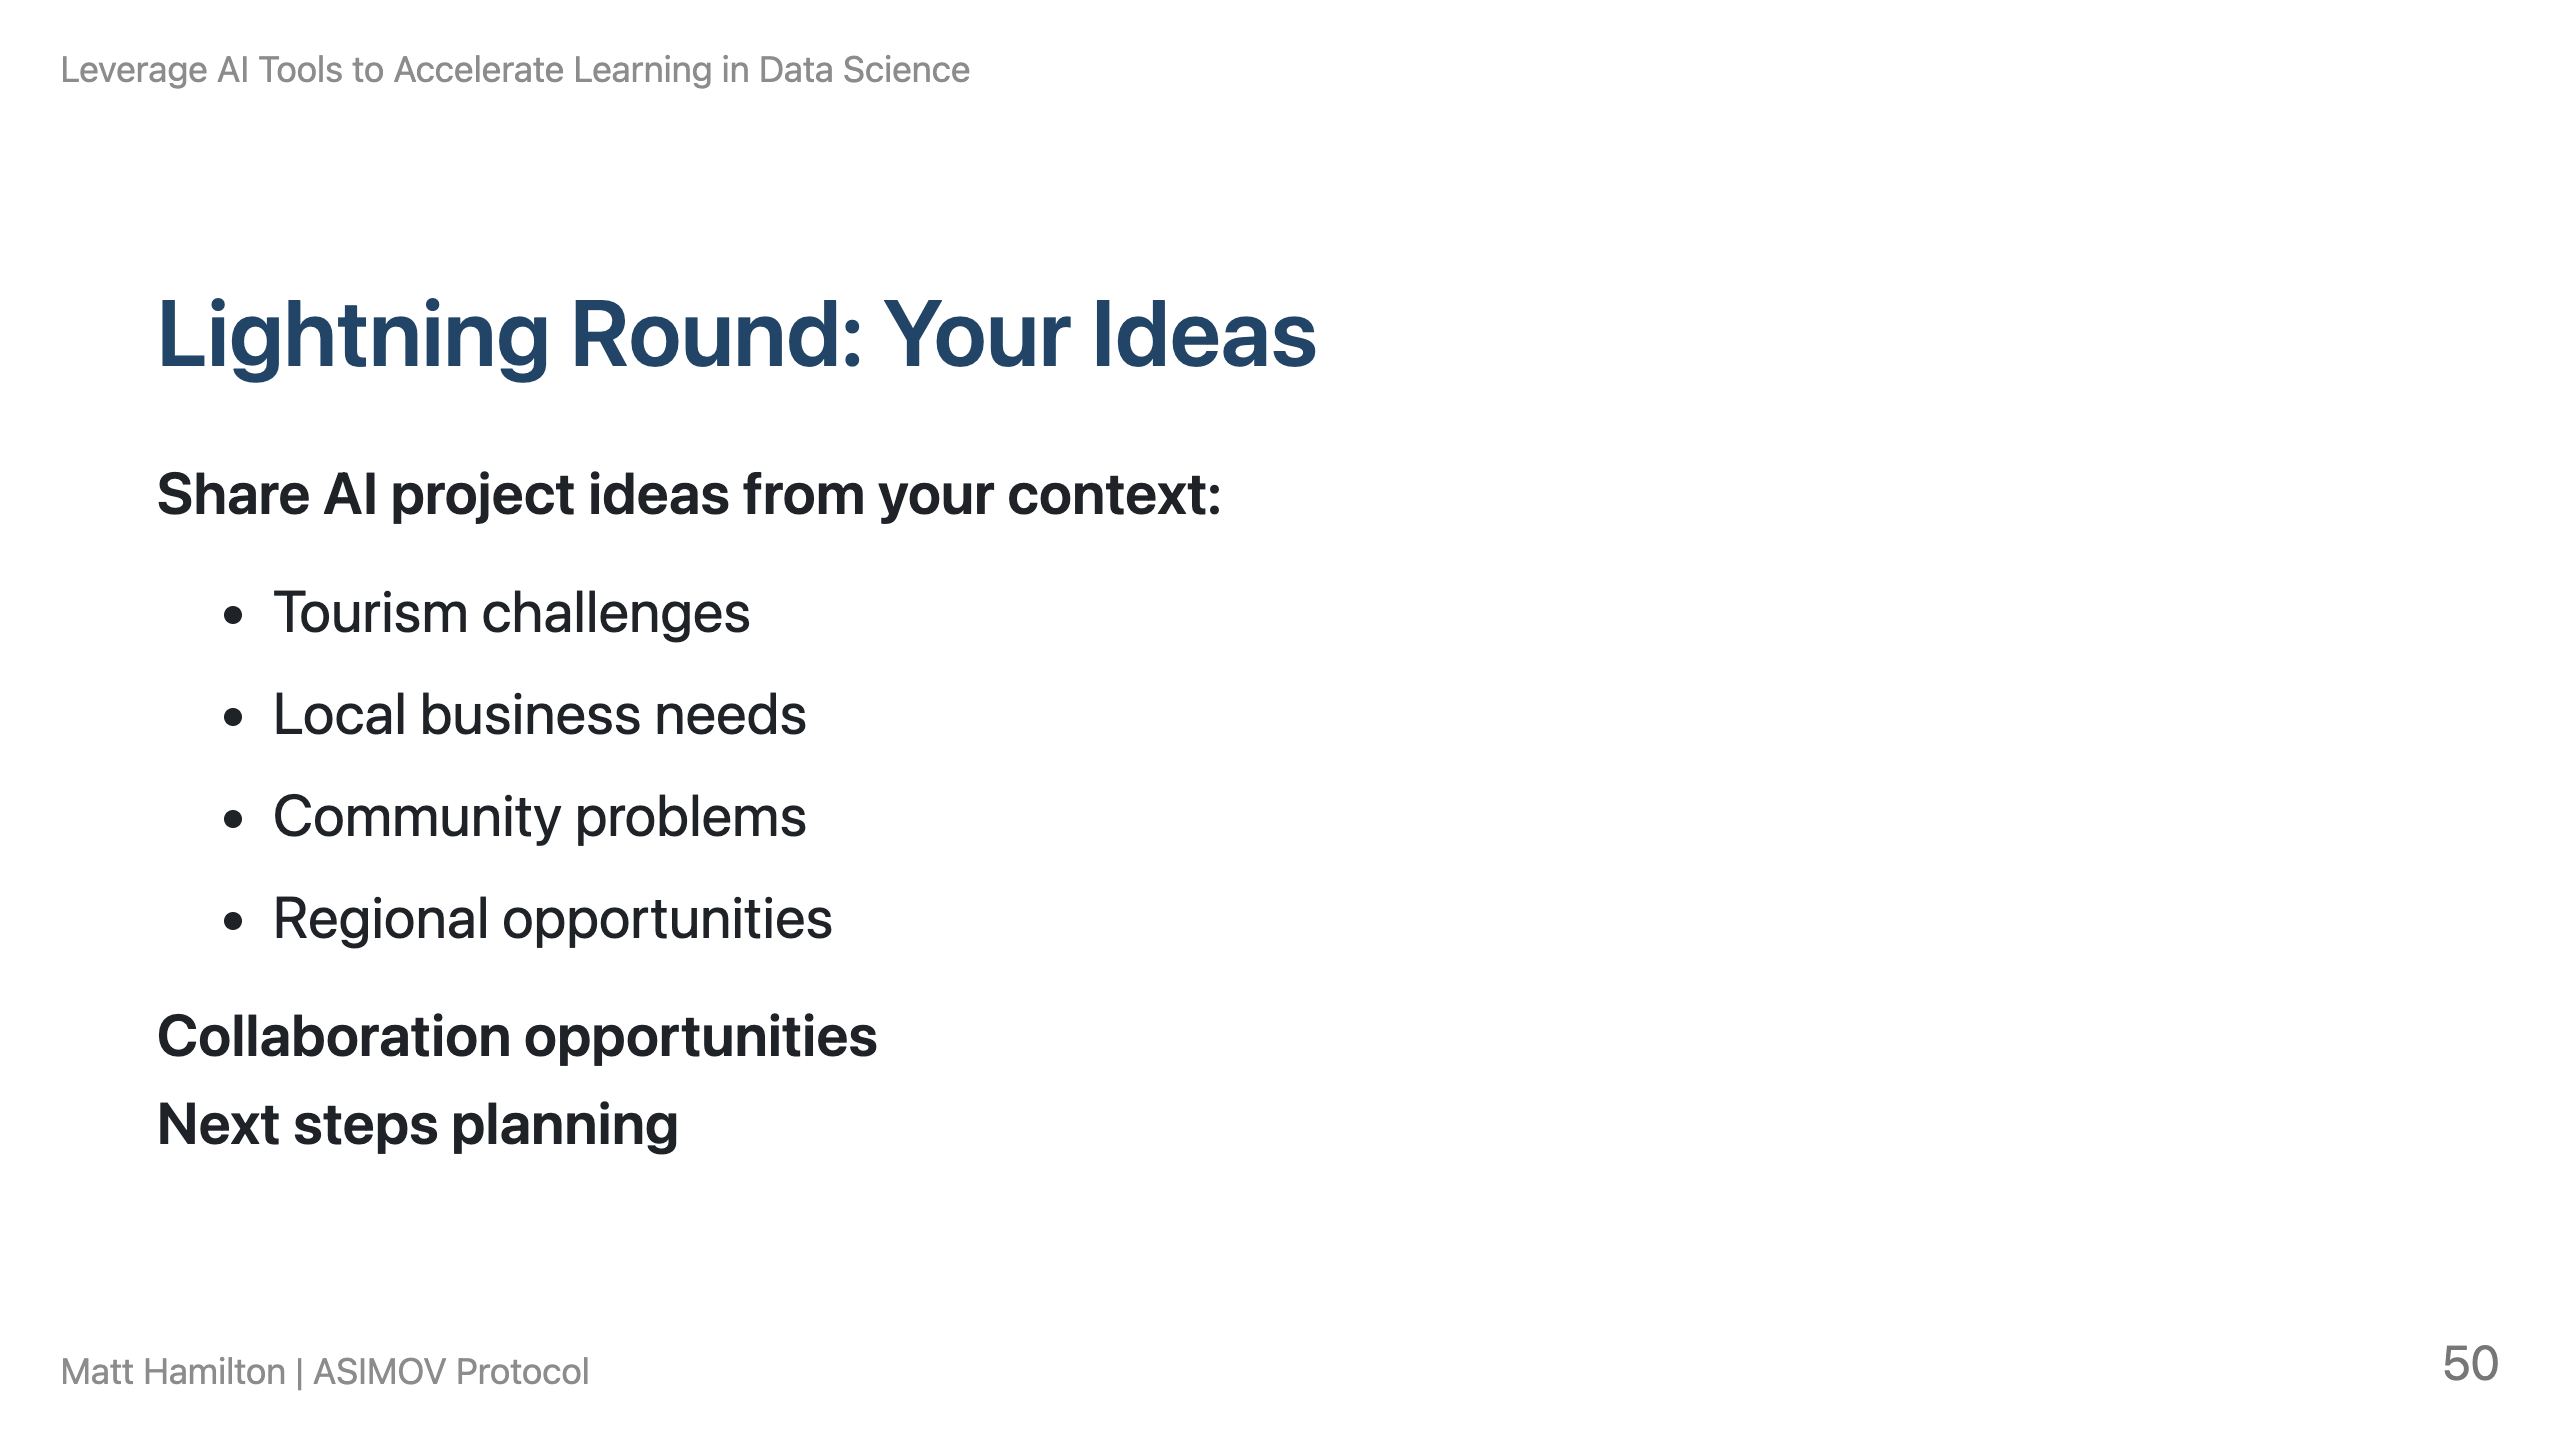 Leverage AI Tools to Accelerate Learning in Data Science
Lightning Round: Your Ideas
Share AI project ideas from your context:
• Tourism challenges
• Local business needs
• Community problems
• Regional opportunities
Collaboration opportunities
Next steps planning
Matt Hamilton | ASIMOV Protocol
50